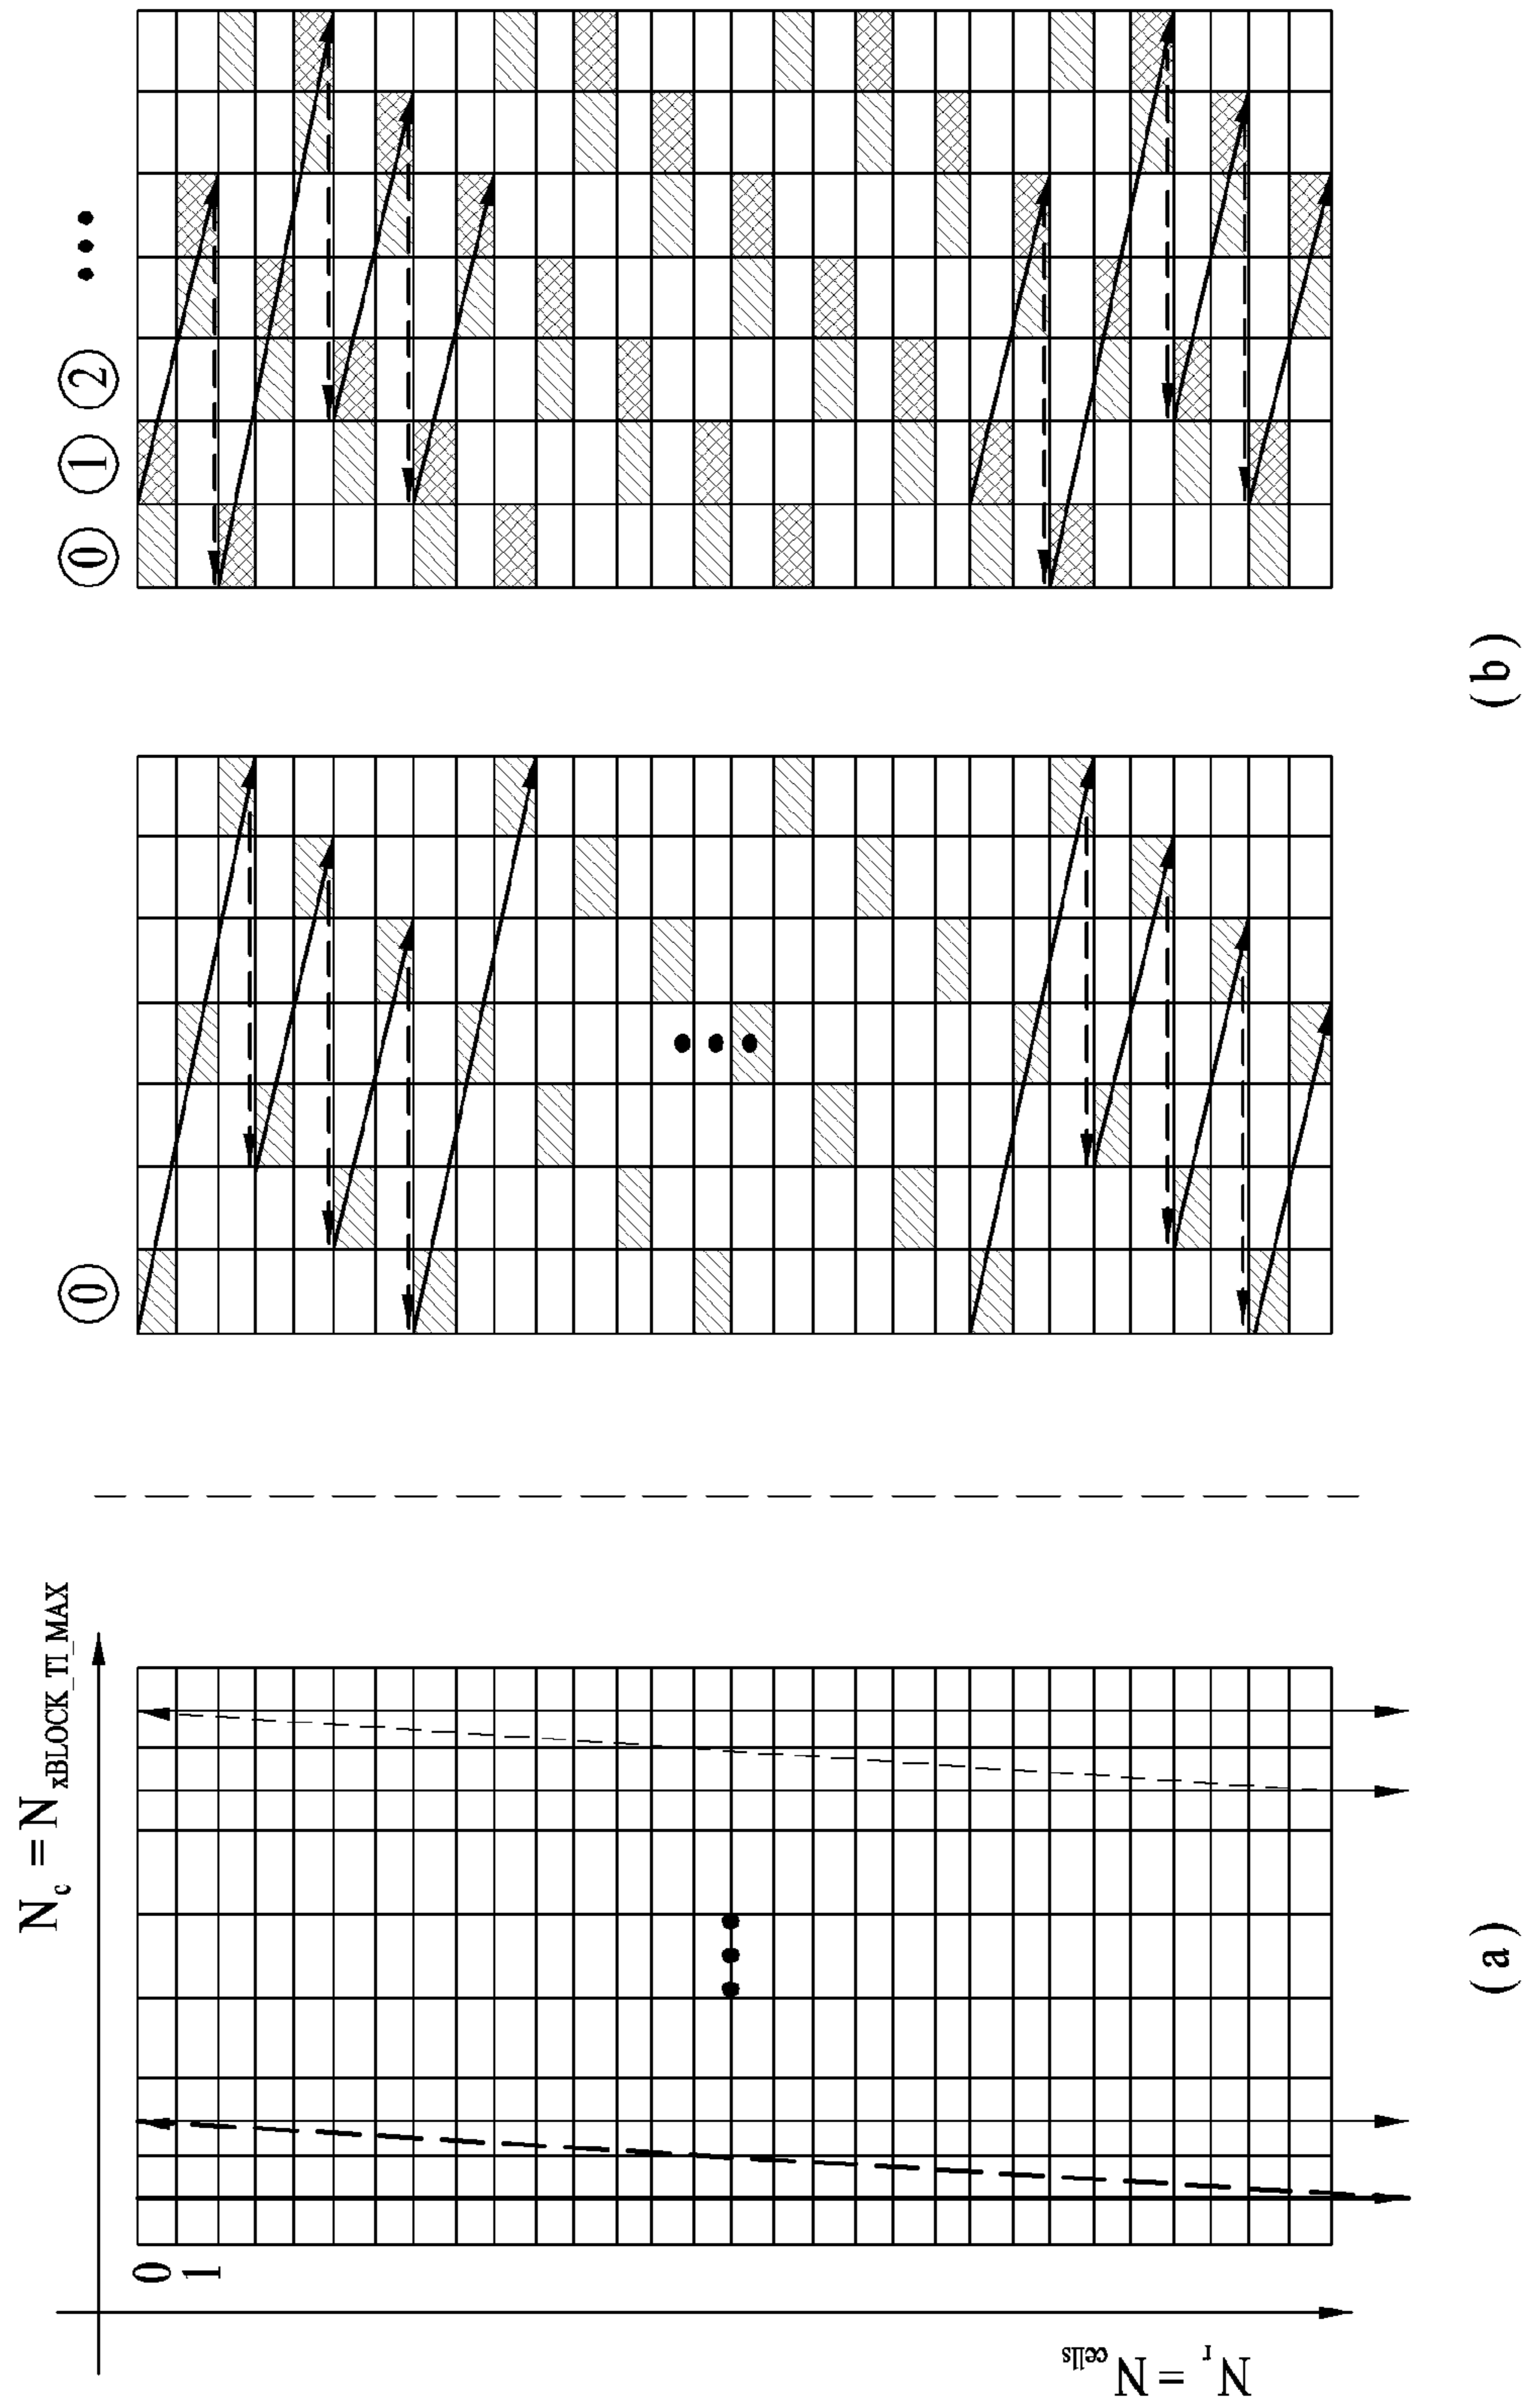 N_c = N_xBLOCK_TI_MAX
0
1
N_r = N_cells
(a)
0
0 1 2 •••
(b)